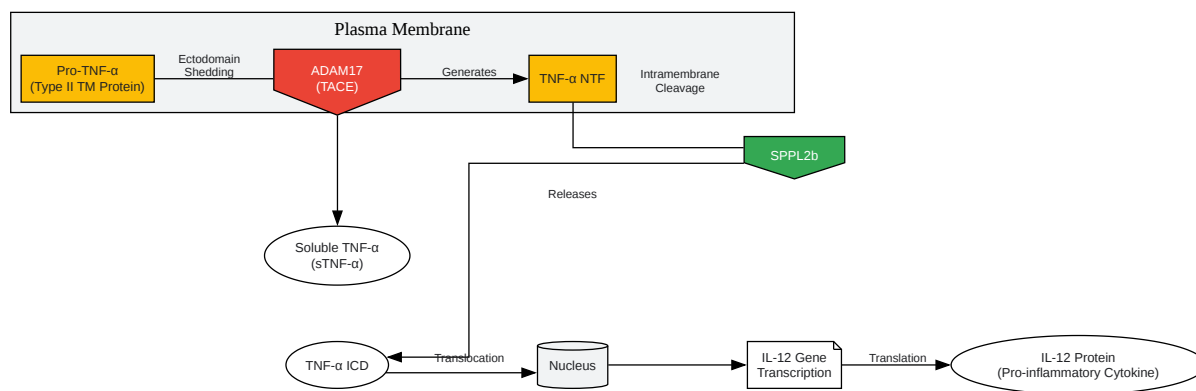 Plasma Membrane
Pro-TNF-α
(Type II TM Protein)
Ectodomain
Shedding
ADAM17
(TACE)
Generates
TNF-α NTF
Intramembrane
Cleavage
SPPL2b
Releases
Soluble TNF-α
(sTNF-α)
TNF-α ICD
Translocation
Nucleus
IL-12 Gene
Transcription
Translation
IL-12 Protein
(Pro-inflammatory Cytokine)